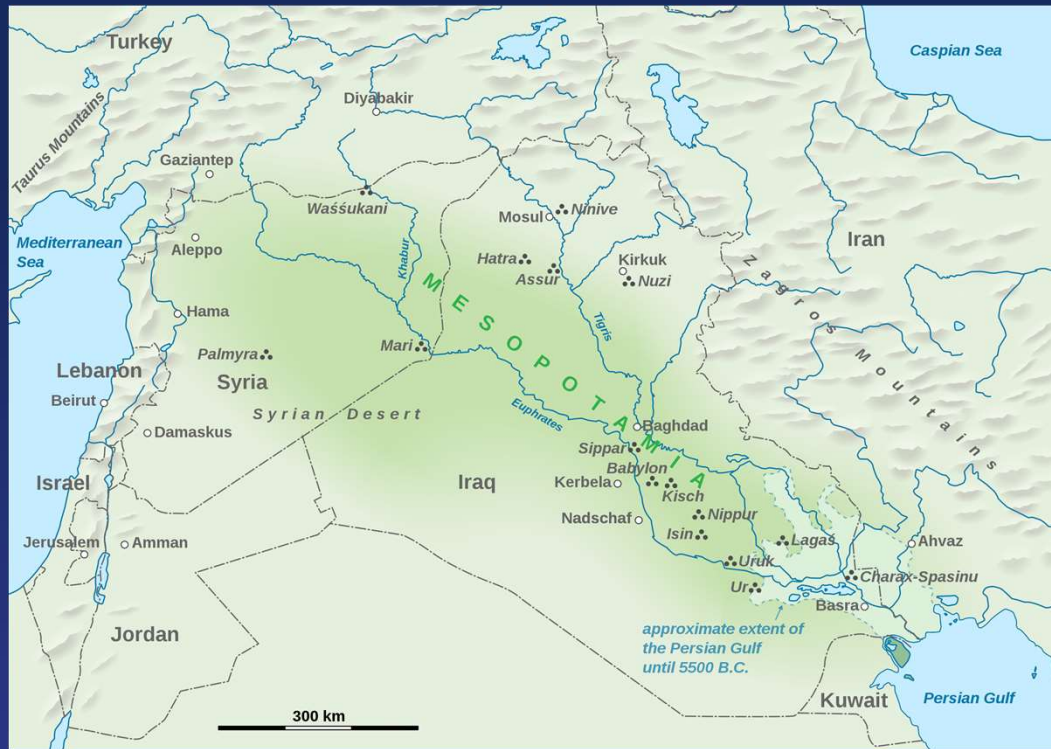 Turkey
Caspian Sea
Diyabakir
Taurus Mountains
Gaziantep
Waśśukani
Ninive
Mosul
Mediterranean
Sea
Aleppo
Iran
Khabur
Hatra
Assur
Kirkuk
Nuzi
Zagros Mountains
MESOPOTAMIA
Hama
Tigris
Mari
Palmyra
Lebanon
Syria
Beirut
Syrian Desert
Euphrates
Baghdad
Damaskus
Sippar
Babylon
Israel
Iraq
Kerbela
Kisch
Nadschaf
Nippur
Isin
Lagaś
Ahvaz
Jerusalem
Amman
Uruk
Charax-Spasinu
Ur
Basra
Jordan
approximate extent of
the Persian Gulf
until 5500 B.C.
Kuwait
Persian Gulf
300 km